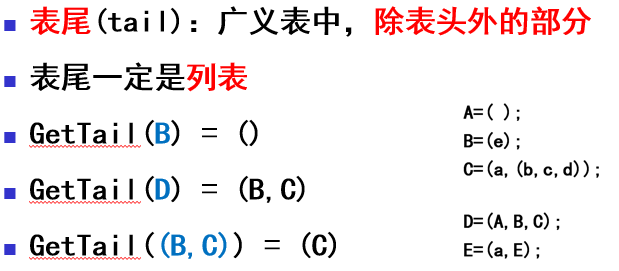 表尾(tail): 广义表中，除表头外的部分
表尾一定是列表
GetTail(B) = ()
GetTail(D) = (B,C)
GetTail((B,C)) = (C)
A=( );
B=(e);
C=(a,(b,c,d));
D=(A,B,C);
E=(a,E);